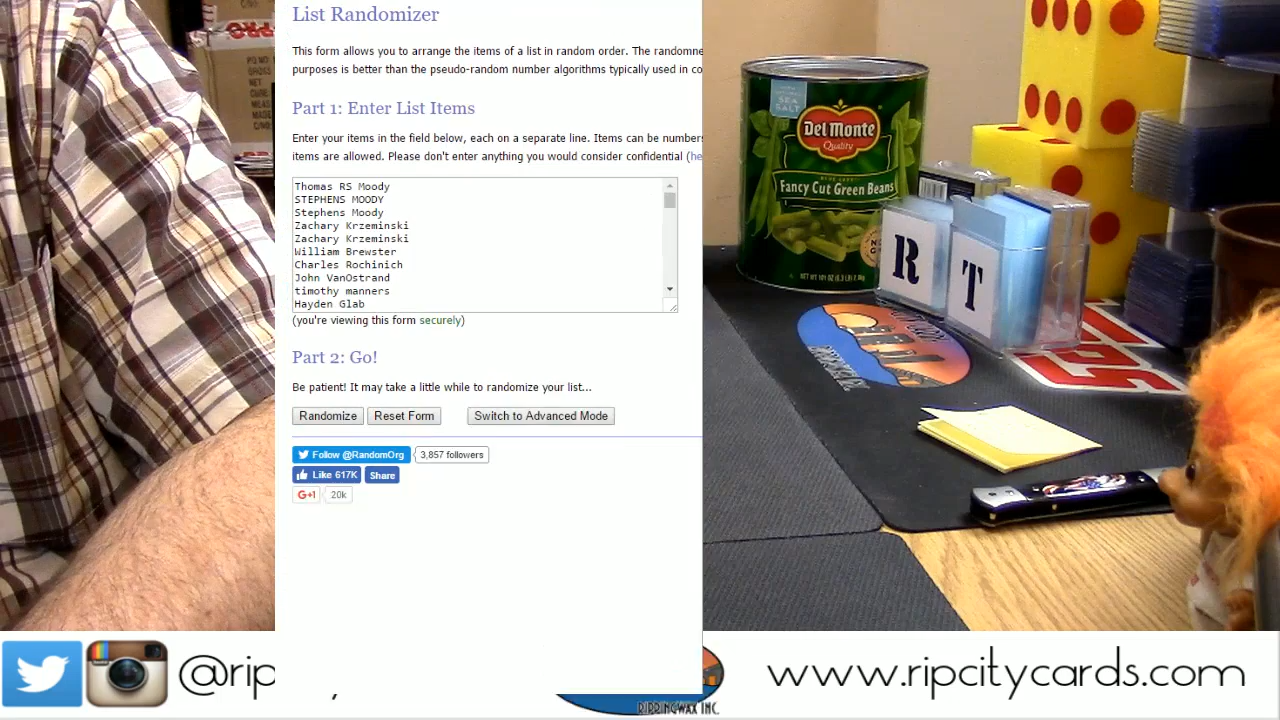 List Randomizer
This form allows you to arrange the items of a list in random order. The randomne
purposes is better than the pseudo-random number algorithms typically used in co
Part 1: Enter List Items
Enter your items in the field below, each on a separate line. Items can be numbers
items are allowed. Please don't enter anything you would consider confidential (he
Thomas RS Moody
STEPHENS MOODY
Stephens Moody
Zachary Krzeminski
Zachary Krzeminski
William Brewster
Charles Rochinich
John VanOstrand
timothy manners
Hayden Glab
(you're viewing this form securely)
Part 2: Go!
Be patient! It may take a little while to randomize your list...
Randomize Reset Form Switch to Advanced Mode
Follow @RandomOrg 3,857 followers
Like 617K Share
G+1 20k
SEA SALT
Del Monte
Quality
Fancy Cut Green Beans
R T
@rip
www.ripcitycards.com
RIPPINGWAX INC.